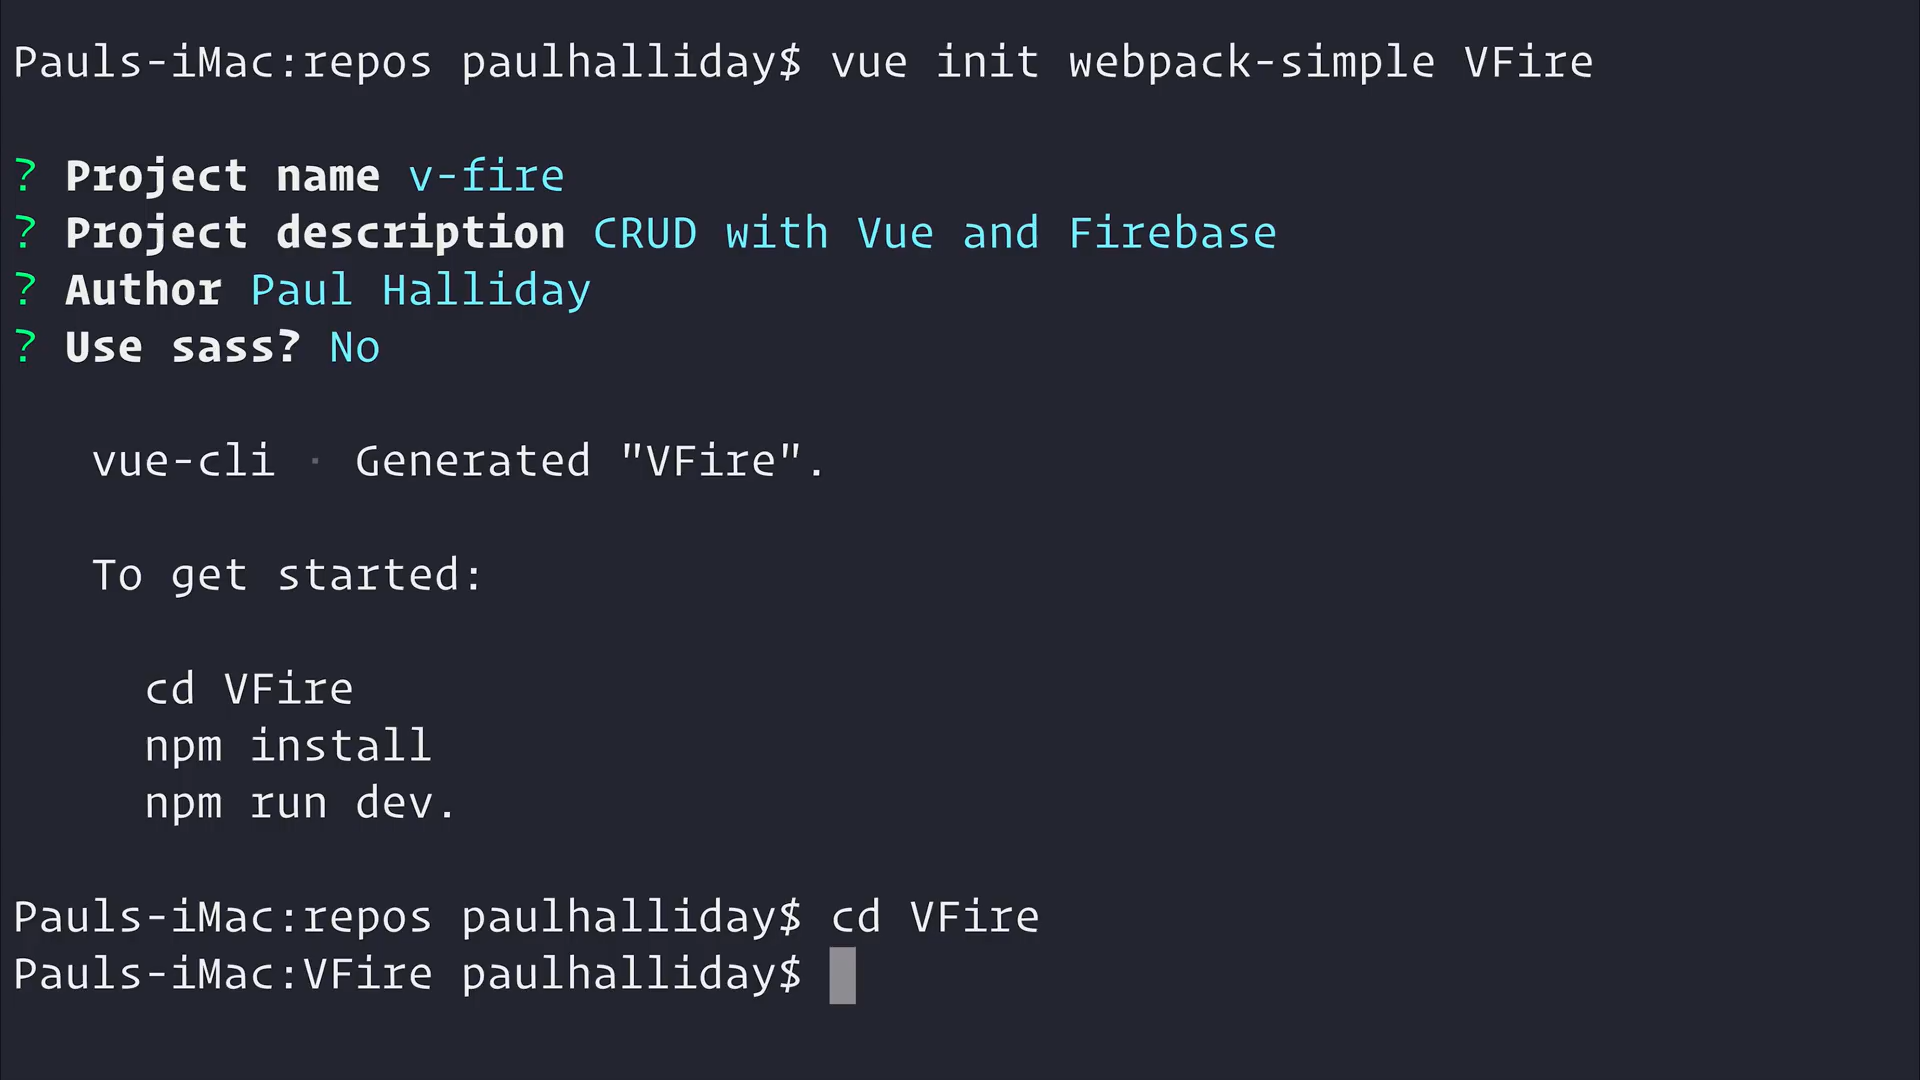 Pauls-iMac:repos paulhalliday$ vue init webpack-simple VFire
? Project name v-fire
? Project description CRUD with Vue and Firebase
? Author Paul Halliday
? Use sass? No
vue-cli · Generated "VFire".
To get started:
cd VFire
npm install
npm run dev.
Pauls-iMac:repos paulhalliday$ cd VFire
Pauls-iMac:VFire paulhalliday$